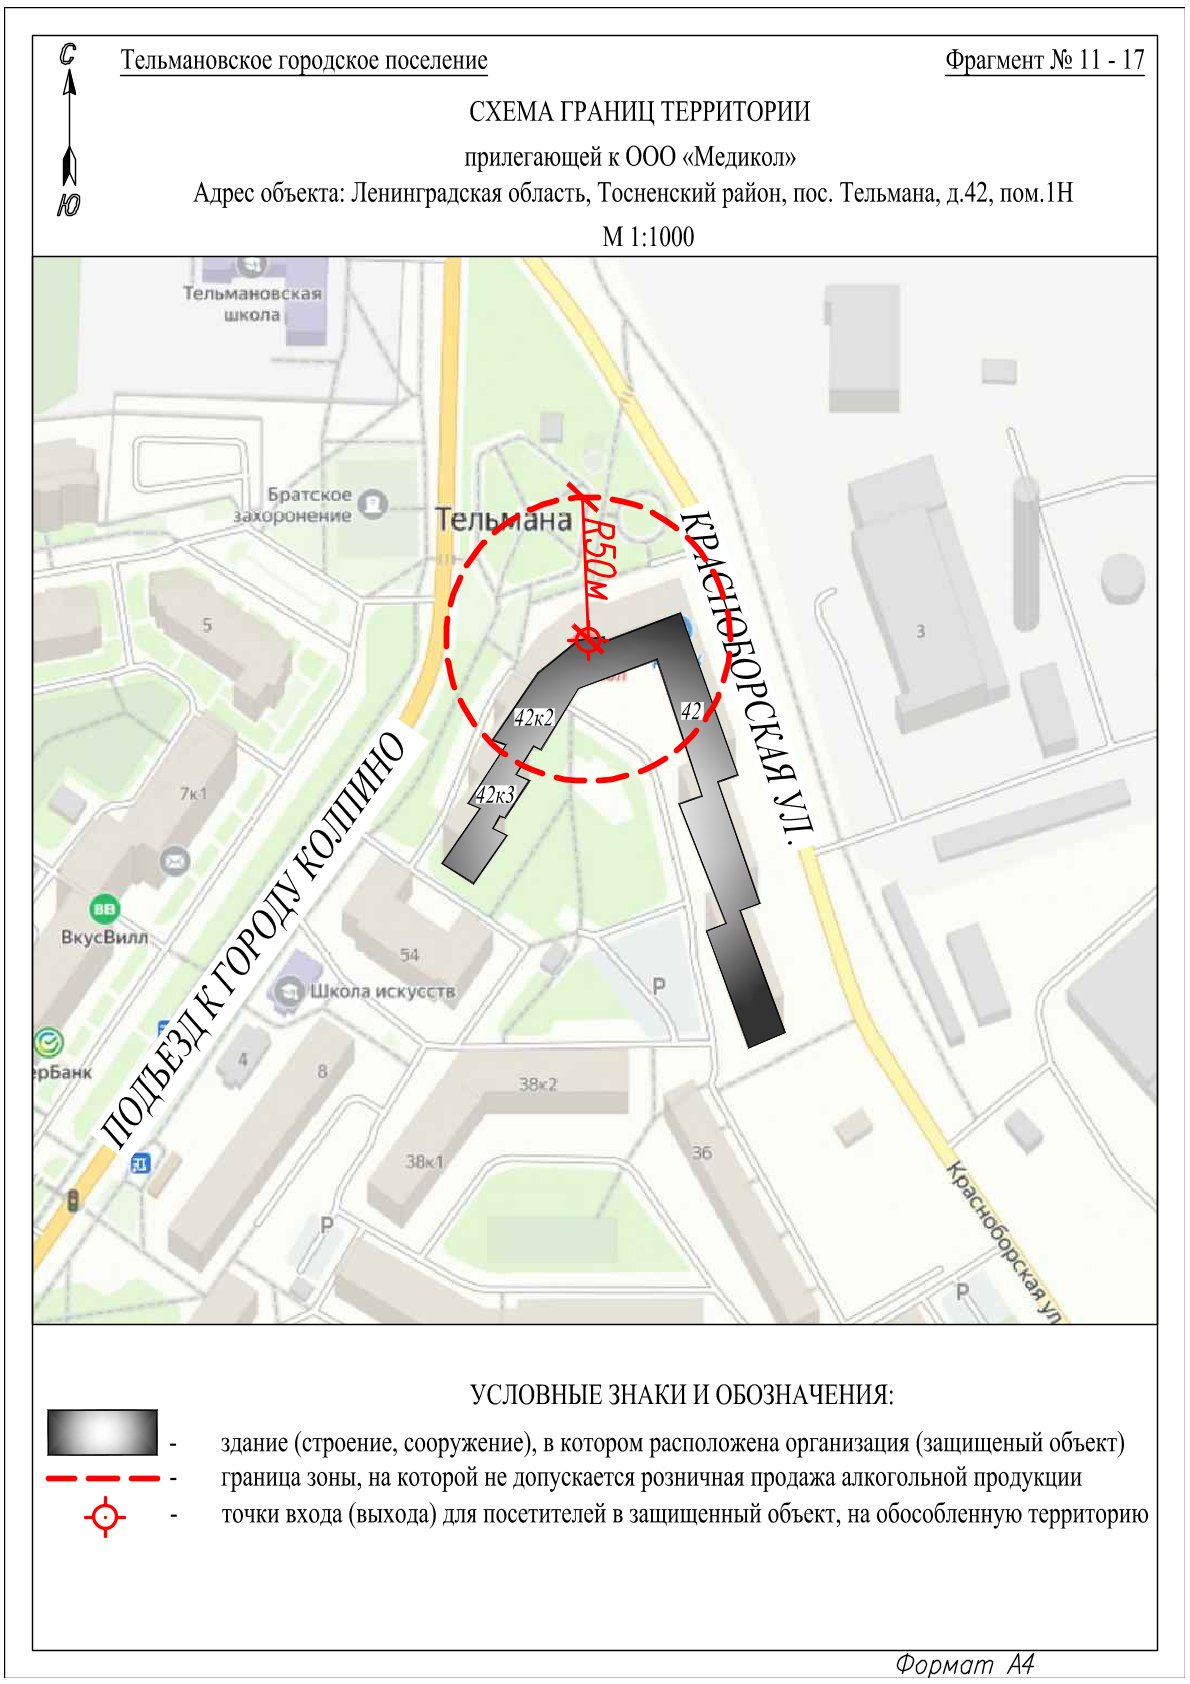 С
Ю
Тельмановское городское поселение
Фрагмент № 11 - 17
СХЕМА ГРАНИЦ ТЕРРИТОРИИ
прилегающей к ООО «Медикол»
Адрес объекта: Ленинградская область, Тосненский район, пос. Тельмана, д.42, пом.1Н
М 1:1000
Тельмановская
школа
Братское
захоронение
Тельмана
R50м
КРАСНОБОРСКАЯ УЛ.
5
3
42к2
42
42к3
7к1
ВкусВилл
ПОДЪЕЗД К ГОРОДУ КОЛПИНО
54
Школа искусств
Р
ерБанк
4
8
38к2
38к1
36
Р
Красноборская ул
Р
УСЛОВНЫЕ ЗНАКИ И ОБОЗНАЧЕНИЯ:
- здание (строение, сооружение), в котором расположена организация (защищеный объект)
- граница зоны, на которой не допускается розничная продажа алкогольной продукции
- точки входа (выхода) для посетителей в защищенный объект, на обособленную территорию
Формат А4